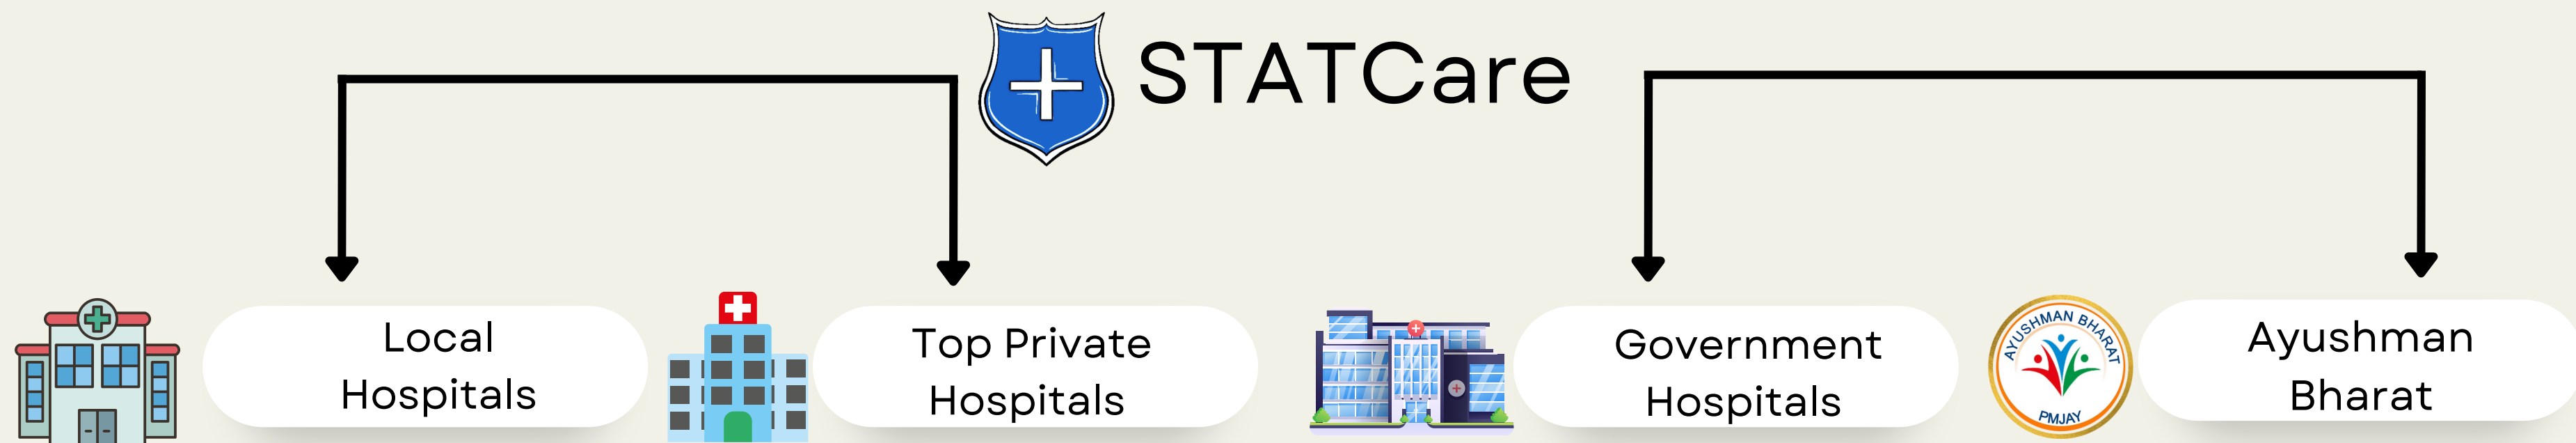 STATCare
Local
Hospitals
Top Private
Hospitals
Government
Hospitals
AYUSHMAN BHARAT
PMJAY
Ayushman
Bharat